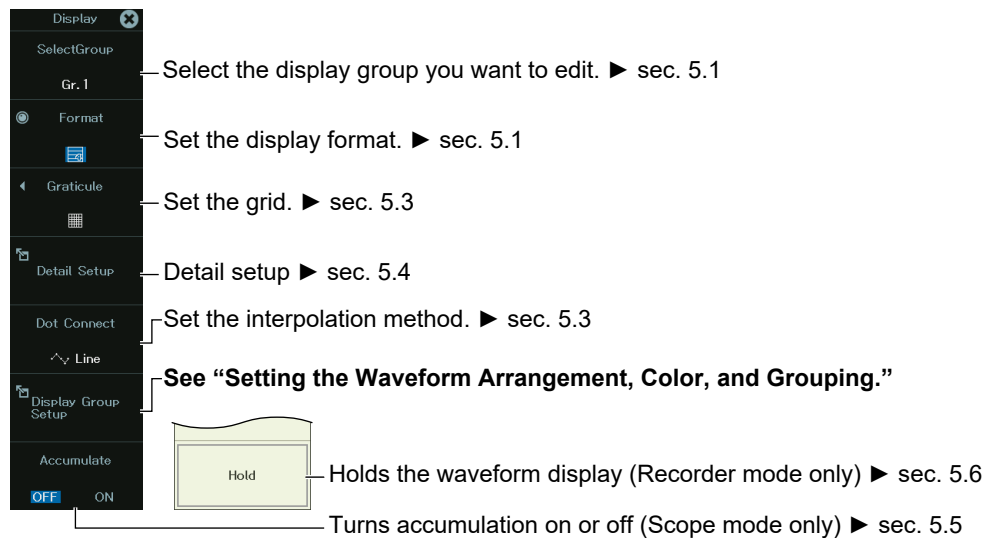 Display
SelectGroup
Gr. 1
Select the display group you want to edit. ► sec. 5.1
Format
Set the display format. ► sec. 5.1
Graticule
Set the grid. ► sec. 5.3
Detail Setup
Detail setup ► sec. 5.4
Dot Connect
Line
Set the interpolation method. ► sec. 5.3
Display Group
Setup
See “Setting the Waveform Arrangement, Color, and Grouping.”
Accumulate
OFF ON
Hold
Holds the waveform display (Recorder mode only) ► sec. 5.6
Turns accumulation on or off (Scope mode only) ► sec. 5.5